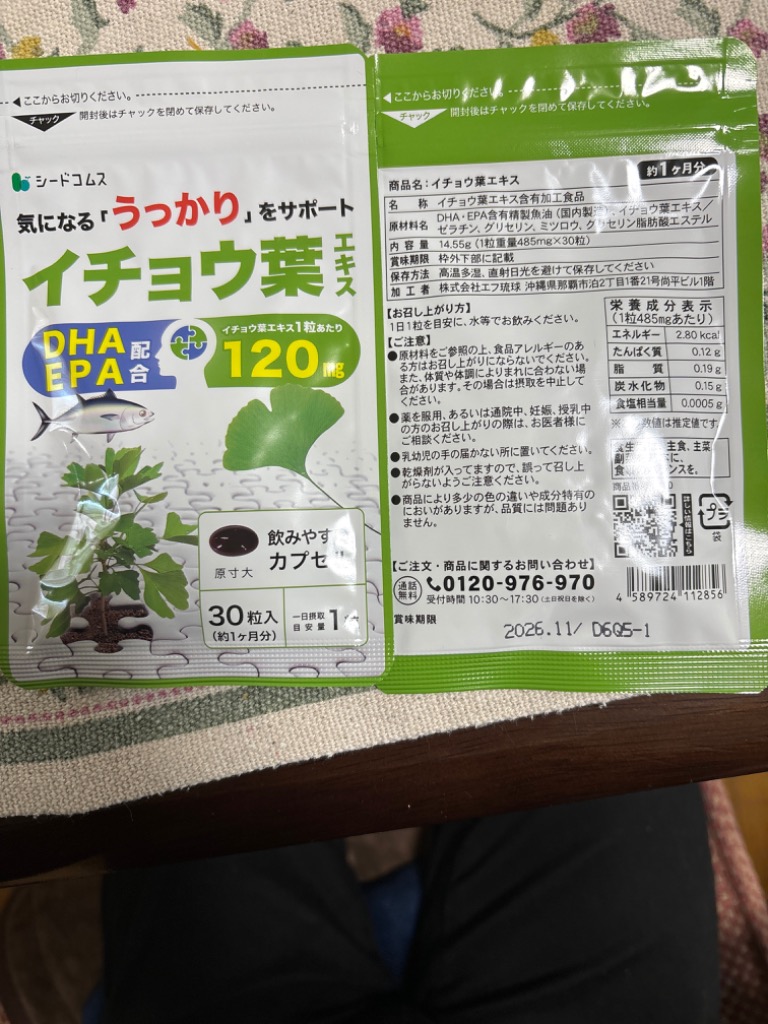 ここからお切りください。
チャック
開封後はチャックを閉めて保存してください。
シードコムス
気になる「うっかり」をサポート
イチョウ葉エキス
DHA
EPA
配合
イチョウ葉エキス1粒あたり
120mg
原寸大
飲みやす
カプセ
30粒入
(約1ヶ月分)
一日摂取
目安量
1
ここからお切りください。
チャック
開封後はチャックを閉めて保存してください。
約1ヶ月分
商品名:イチョウ葉エキス
名 称 イチョウ葉エキス含有加工食品
原材料名 DHA・EPA含有精製魚油(国内製造)、イチョウ葉エキス/
ゼラチン、グリセリン、ミツロウ、グリセリン脂肪酸エステル
内容量 14.55g(1粒重量485mg×30粒)
賞味期限 枠外下部に記載
保存方法 高温多湿、直射日光を避けて保存してください
加工者 株式会社エフ琉球 沖縄県那覇市泊2丁目1番21号尚平ビル1階
【お召し上がり方】
1日1粒を目安に、水等でお飲みください。
【ご注意】
●原材料をご参照の上、食品アレルギーのあ
る方はお召し上がりにならないでください。
また、体質や体調によりまれに合わない場
合があります。その場合は摂取を中止して
ください。
●薬を服用、あるいは通院中、妊娠、授乳中
の方のお召し上がりの際は、お医者様に
ご相談ください。
●乳幼児の手の届かない所に置いてください。
●乾燥剤が入ってますので、誤って召し上
がらないようご注意ください。
●商品により多少の色の違いや成分特有の
においがありますが、品質には問題あり
ません。
栄養成分表示
(1粒485mgあたり)
エネルギー 2.80kcal
たんぱく質 0.12g
脂質 0.19g
炭水化物 0.15g
食塩相当量 0.0005g
数値は推定値です
主食、主菜
詳しい情報はこちら
プラ
袋
【ご注文・商品に関するお問い合わせ】
通話
無料
0120-976-970
受付時間 10:30〜17:30(土日祝日を除く)
4 589724 112856
賞味期限
2026.11/ D6Q5-1